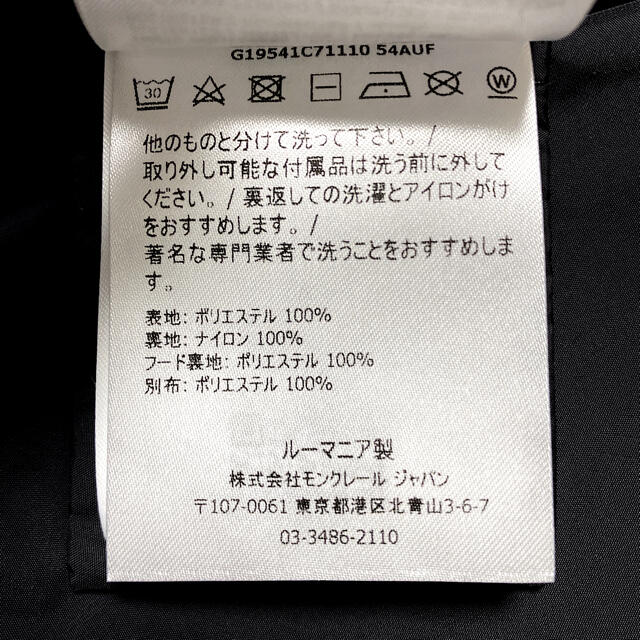 G19541C71110 54AUF
30 W
他のものと分けて洗って下さい。/
取り外し可能な付属品は洗う前に外して
ください。/ 裏返しての洗濯とアイロンがけ
をおすすめします。/
著名な専門業者で洗うことをおすすめしま
す。
表地: ポリエステル 100%
裏地: ナイロン 100%
フード裏地: ポリエステル 100%
別布: ポリエステル 100%
ルーマニア製
株式会社モンクレール ジャパン
〒107-0061 東京都港区北青山3-6-7
03-3486-2110